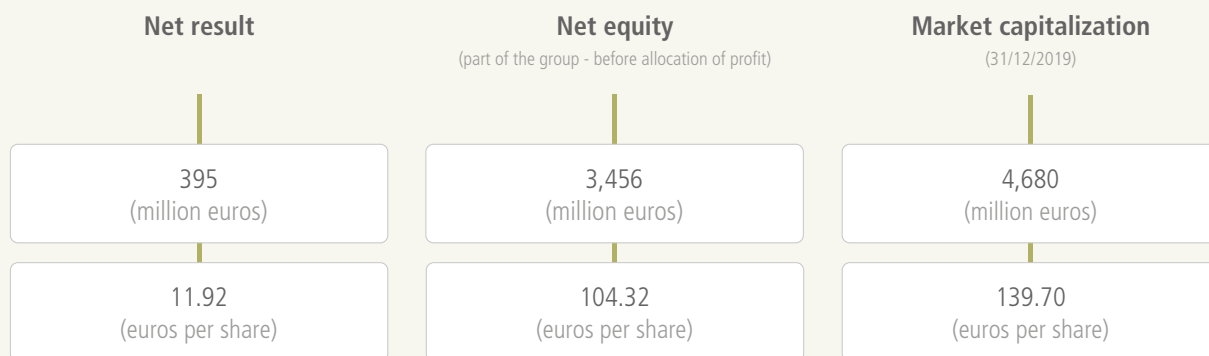 Net result
395
(million euros)
11.92
(euros per share)
Net equity
(part of the group - before allocation of profit)
3,456
(million euros)
104.32
(euros per share)
Market capitalization
(31/12/2019)
4,680
(million euros)
139.70
(euros per share)